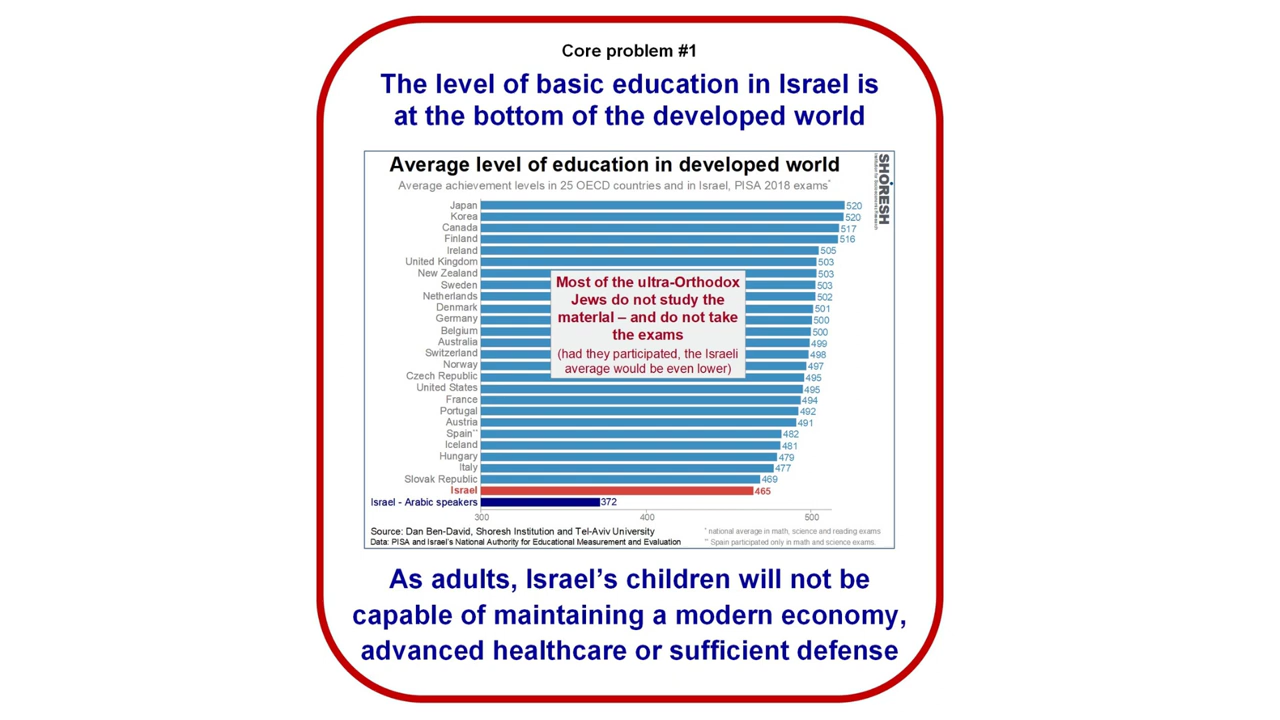 Core problem #1
The level of basic education in Israel is
at the bottom of the developed world
Average level of education in developed world
Average achievement levels in 25 OECD countries and in Israel, PISA 2018 exams*
SHORESH
Japan 520
Korea 520
Canada 517
Finland 516
Ireland 505
United Kingdom 503
New Zealand 503
Sweden 503
Netherlands 502
Denmark 501
Germany 500
Belgium 500
Australia 499
Switzerland 498
Norway 497
Czech Republic 495
United States 495
France 494
Portugal 492
Austria 491
Spain** 482
Iceland 481
Hungary 479
Italy 477
Slovak Republic 469
Israel 465
Israel - Arabic speakers 372
Most of the ultra-Orthodox
Jews do not study the
material – and do not take
the exams
(had they participated, the Israeli
average would be even lower)
300 400 500
Source: Dan Ben-David, Shoresh Institution and Tel-Aviv University
Data: PISA and Israel's National Authority for Educational Measurement and Evaluation
* national average in math, science and reading exams
** Spain participated only in math and science exams.
As adults, Israel's children will not be
capable of maintaining a modern economy,
advanced healthcare or sufficient defense